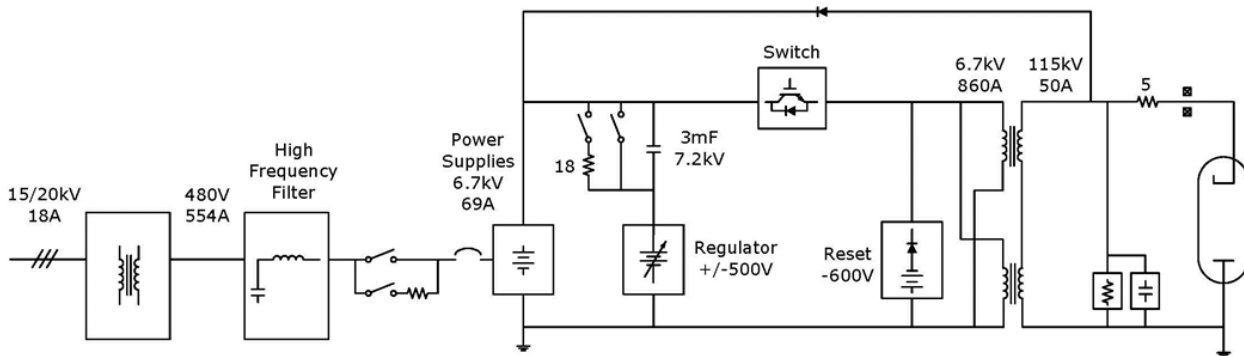 15/20kV
18A
480V
554A
High
Frequency
Filter
Power
Supplies
6.7kV
69A
18
3mF
7.2kV
Regulator
+/-500V
Switch
Reset
-600V
6.7kV
860A
115kV
50A
5